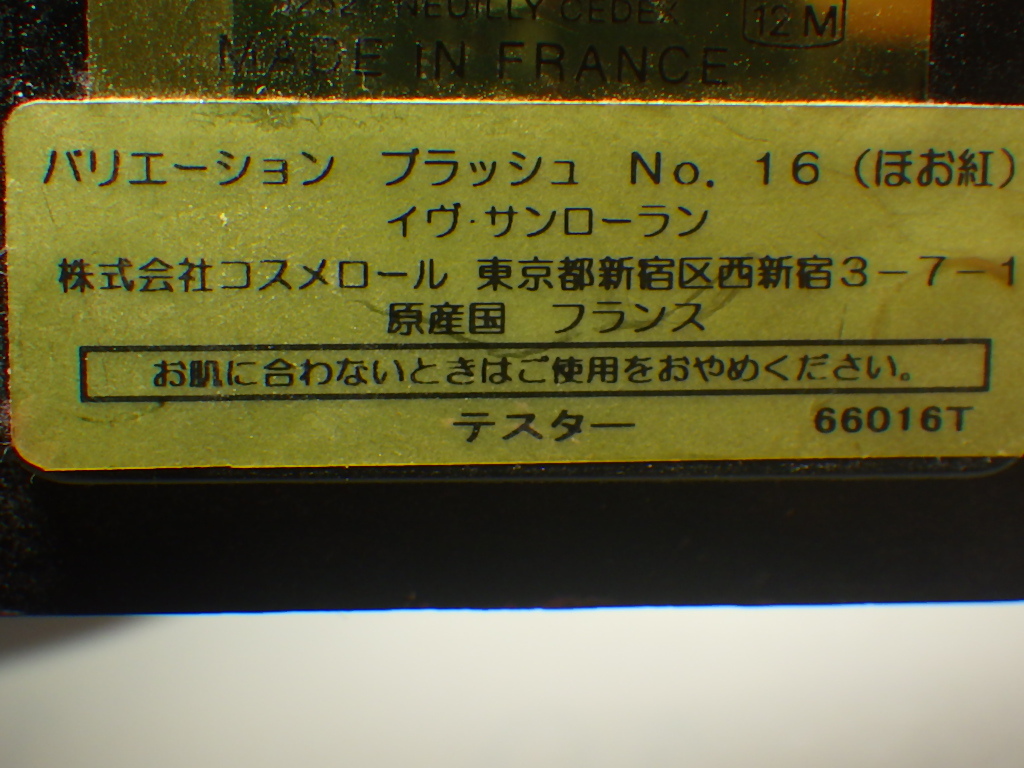 NEUILLY CEDEX
12 M
MADE IN FRANCE
バリエーション ブラッシュ No. 16 (ほお紅)
イヴ・サンローラン
株式会社コスメロール 東京都新宿区西新宿3-7-1
原産国 フランス
お肌に合わないときはご使用をおやめください。
テスター 66016T